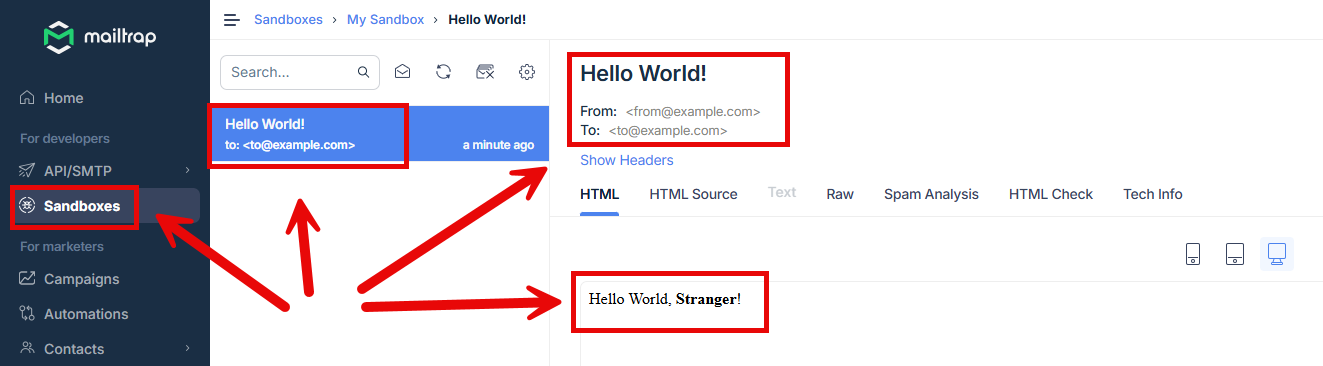 mailtrap
Home
For developers
API/SMTP
Sandboxes
For marketers
Campaigns
Automations
Contacts
Sandboxes › My Sandbox › Hello World!
Search...
Hello World!
to: <to@example.com> a minute ago
Hello World!
From: <from@example.com>
To: <to@example.com>
Show Headers
HTML HTML Source Text Raw Spam Analysis HTML Check Tech Info
Hello World, Stranger!